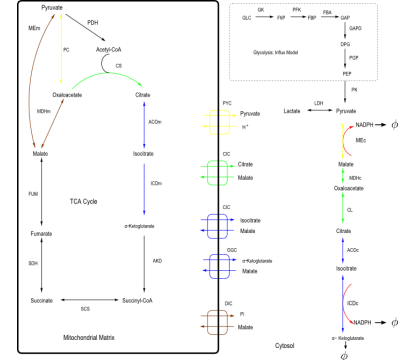 Pyruvate
PDH
MEm
PC
Acetyl-CoA
CS
Oxaloacetate
Citrate
MDHm
ACOm
Malate
Isocitrate
ICDm
FUM
TCA Cycle
α-Ketoglutarate
Fumarate
SDH
AKD
Succinate
SCS
Succinyl-CoA
Mitochondrial Matrix
PYC
Pyruvate
H+
CIC
Citrate
Malate
CIC
Isocitrate
Malate
OGC
α-Ketoglutarate
Malate
DIC
Pi
Malate
Cytosol
GK
PFK
FBA
GLC
F6P
FBP
GAP
GAPD
Glycolysis: Influx Model
DPG
PGP
PEP
PK
Lactate
LDH
Pyruvate
NADPH
ϕ
MEc
Malate
MDHc
Oxaloacetate
CL
Citrate
ACOc
Isocitrate
ICDc
NADPH
ϕ
α- Ketoglutarate
ϕ